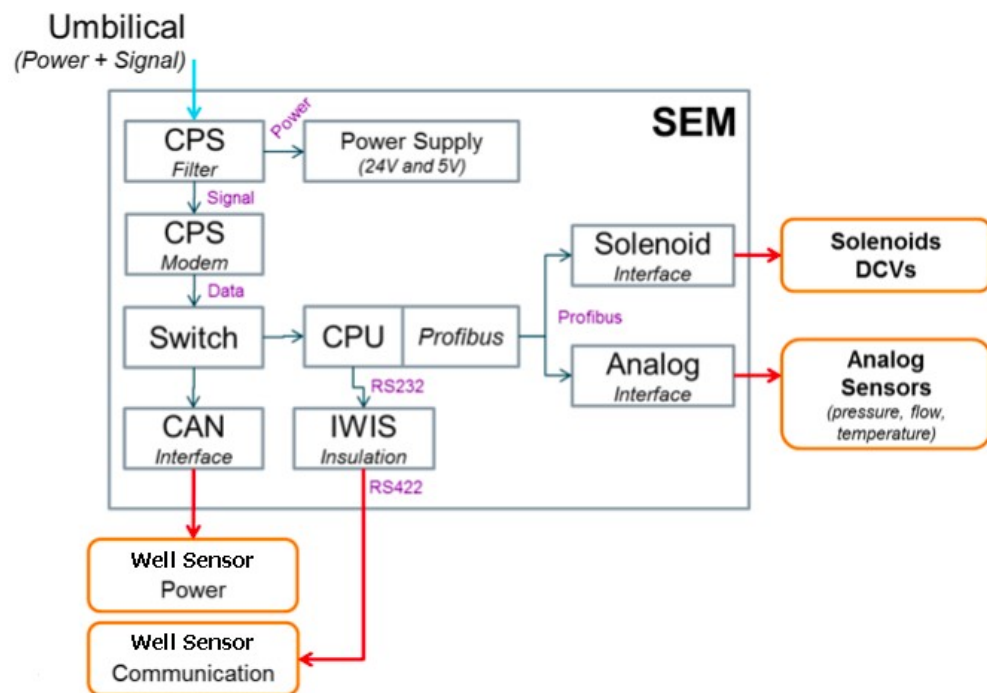 Umbilical
(Power + Signal)
SEM
CPS
Filter
Power
Power Supply
(24V and 5V)
Signal
CPS
Modem
Data
Switch
CPU
Profibus
Profibus
Solenoid
Interface
Solenoids
DCVs
Analog
Interface
Analog
Sensors
(pressure, flow,
temperature)
RS232
CAN
Interface
IWIS
Insulation
RS422
Well Sensor
Power
Well Sensor
Communication